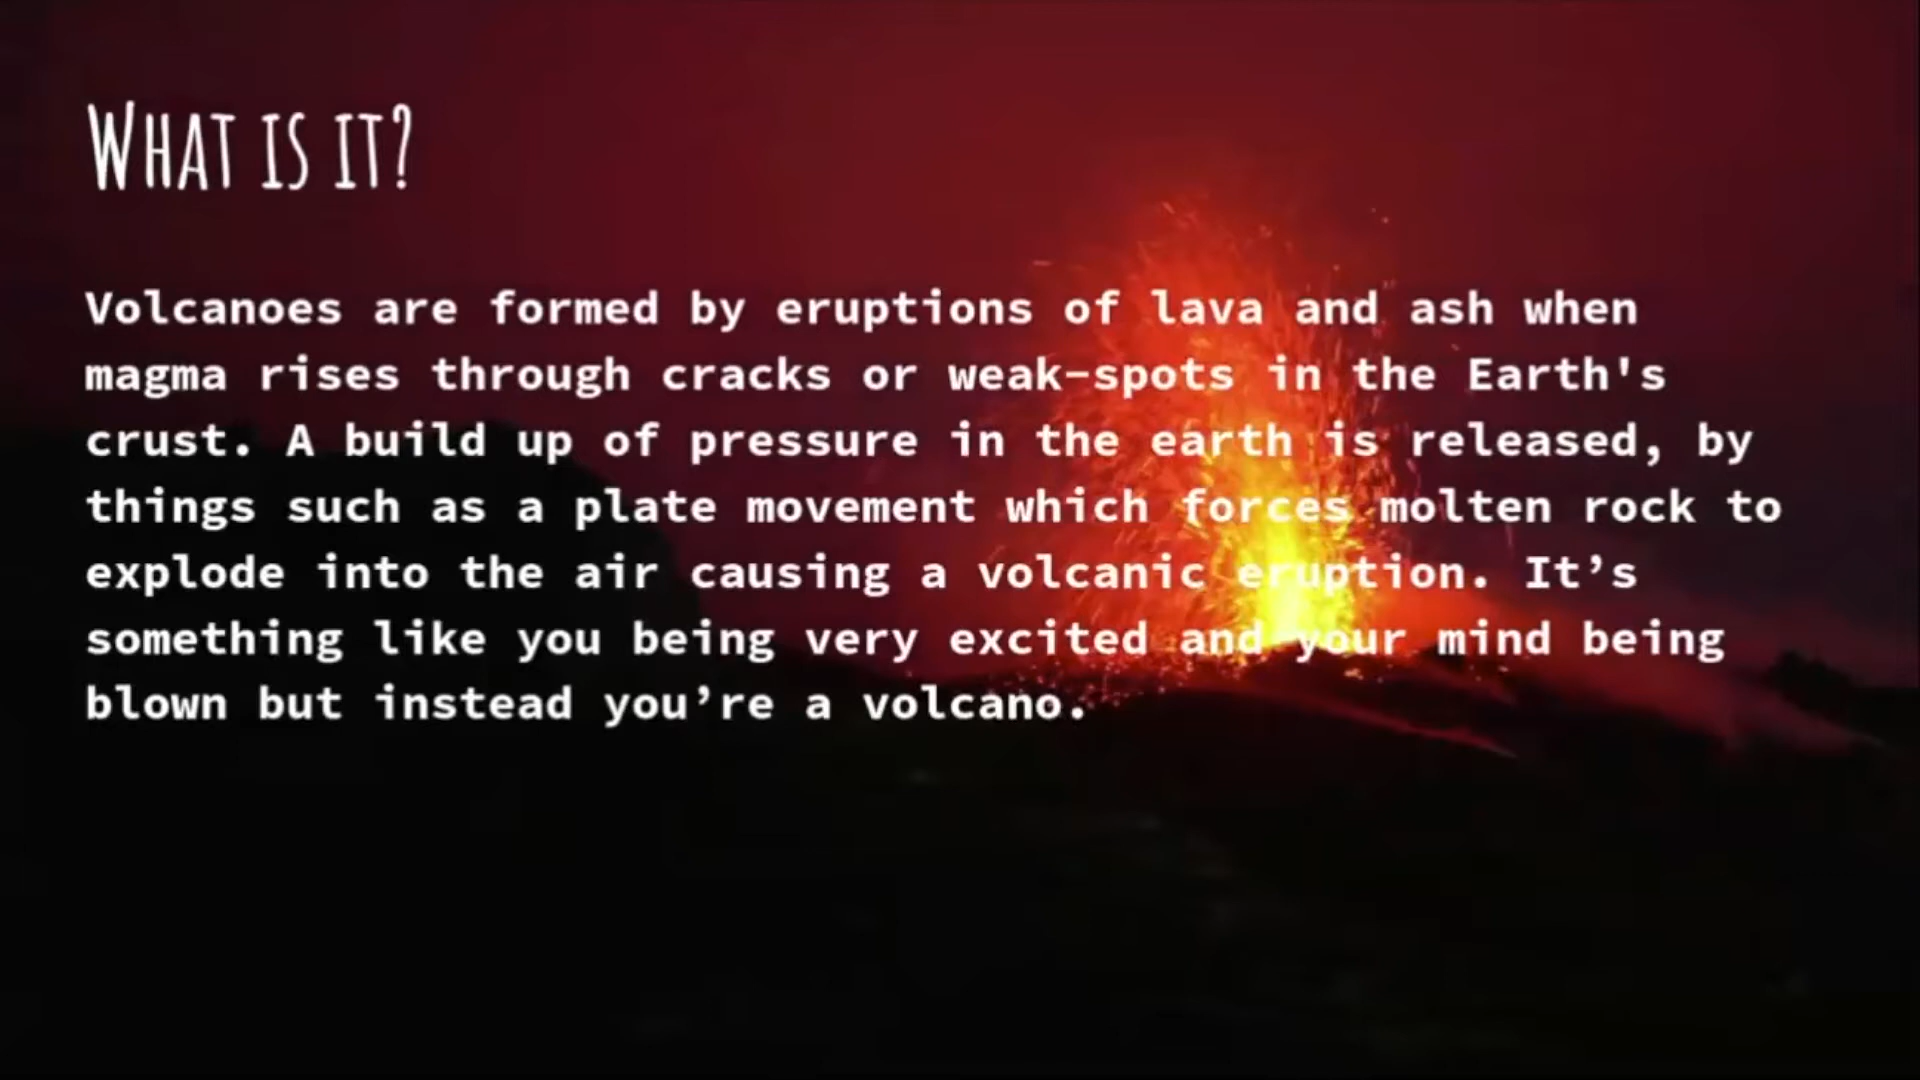 What is it?
Volcanoes are formed by eruptions of lava and ash when
magma rises through cracks or weak-spots in the Earth's
crust. A build up of pressure in the earth is released, by
things such as a plate movement which forces molten rock to
explode into the air causing a volcanic eruption. It’s
something like you being very excited and your mind being
blown but instead you’re a volcano.